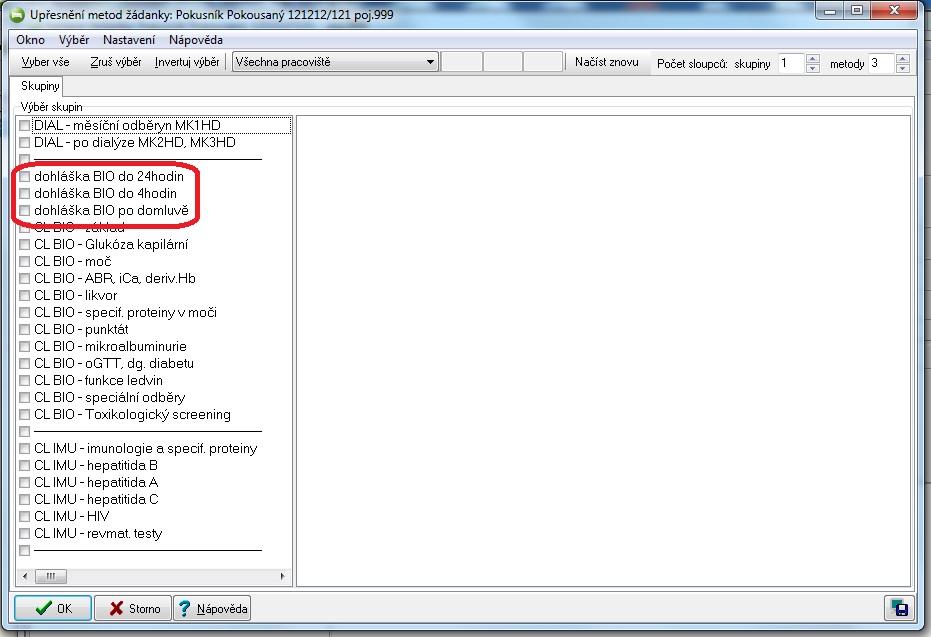 Upřesnění metod žádanky: Pokusník Pokousaný 121212/121 poj.999
Okno Výběr Nastavení Nápověda
Vyber vše Zruš výběr Invertuj výběr Všechna pracoviště Načíst znovu Počet sloupců: skupiny 1 metody 3
Skupiny
Výběr skupin
DIAL - měsíční odběryn MK1HD
DIAL - po dialýze MK2HD, MK3HD
dohláška BIO do 24hodin
dohláška BIO do 4hodin
dohláška BIO po domluvě
CL BIO - základ
CL BIO - Glukóza kapilární
CL BIO - moč
CL BIO - ABR, iCa, deriv.Hb
CL BIO - likvor
CL BIO - specif. proteiny v moči
CL BIO - punktát
CL BIO - mikroalbuminurie
CL BIO - oGTT, dg. diabetu
CL BIO - funkce ledvin
CL BIO - speciální odběry
CL BIO - Toxikologický screening
CL IMU - imunologie a specif. proteiny
CL IMU - hepatitida B
CL IMU - hepatitida A
CL IMU - hepatitida C
CL IMU - HIV
CL IMU - revmat. testy
OK Storno Nápověda